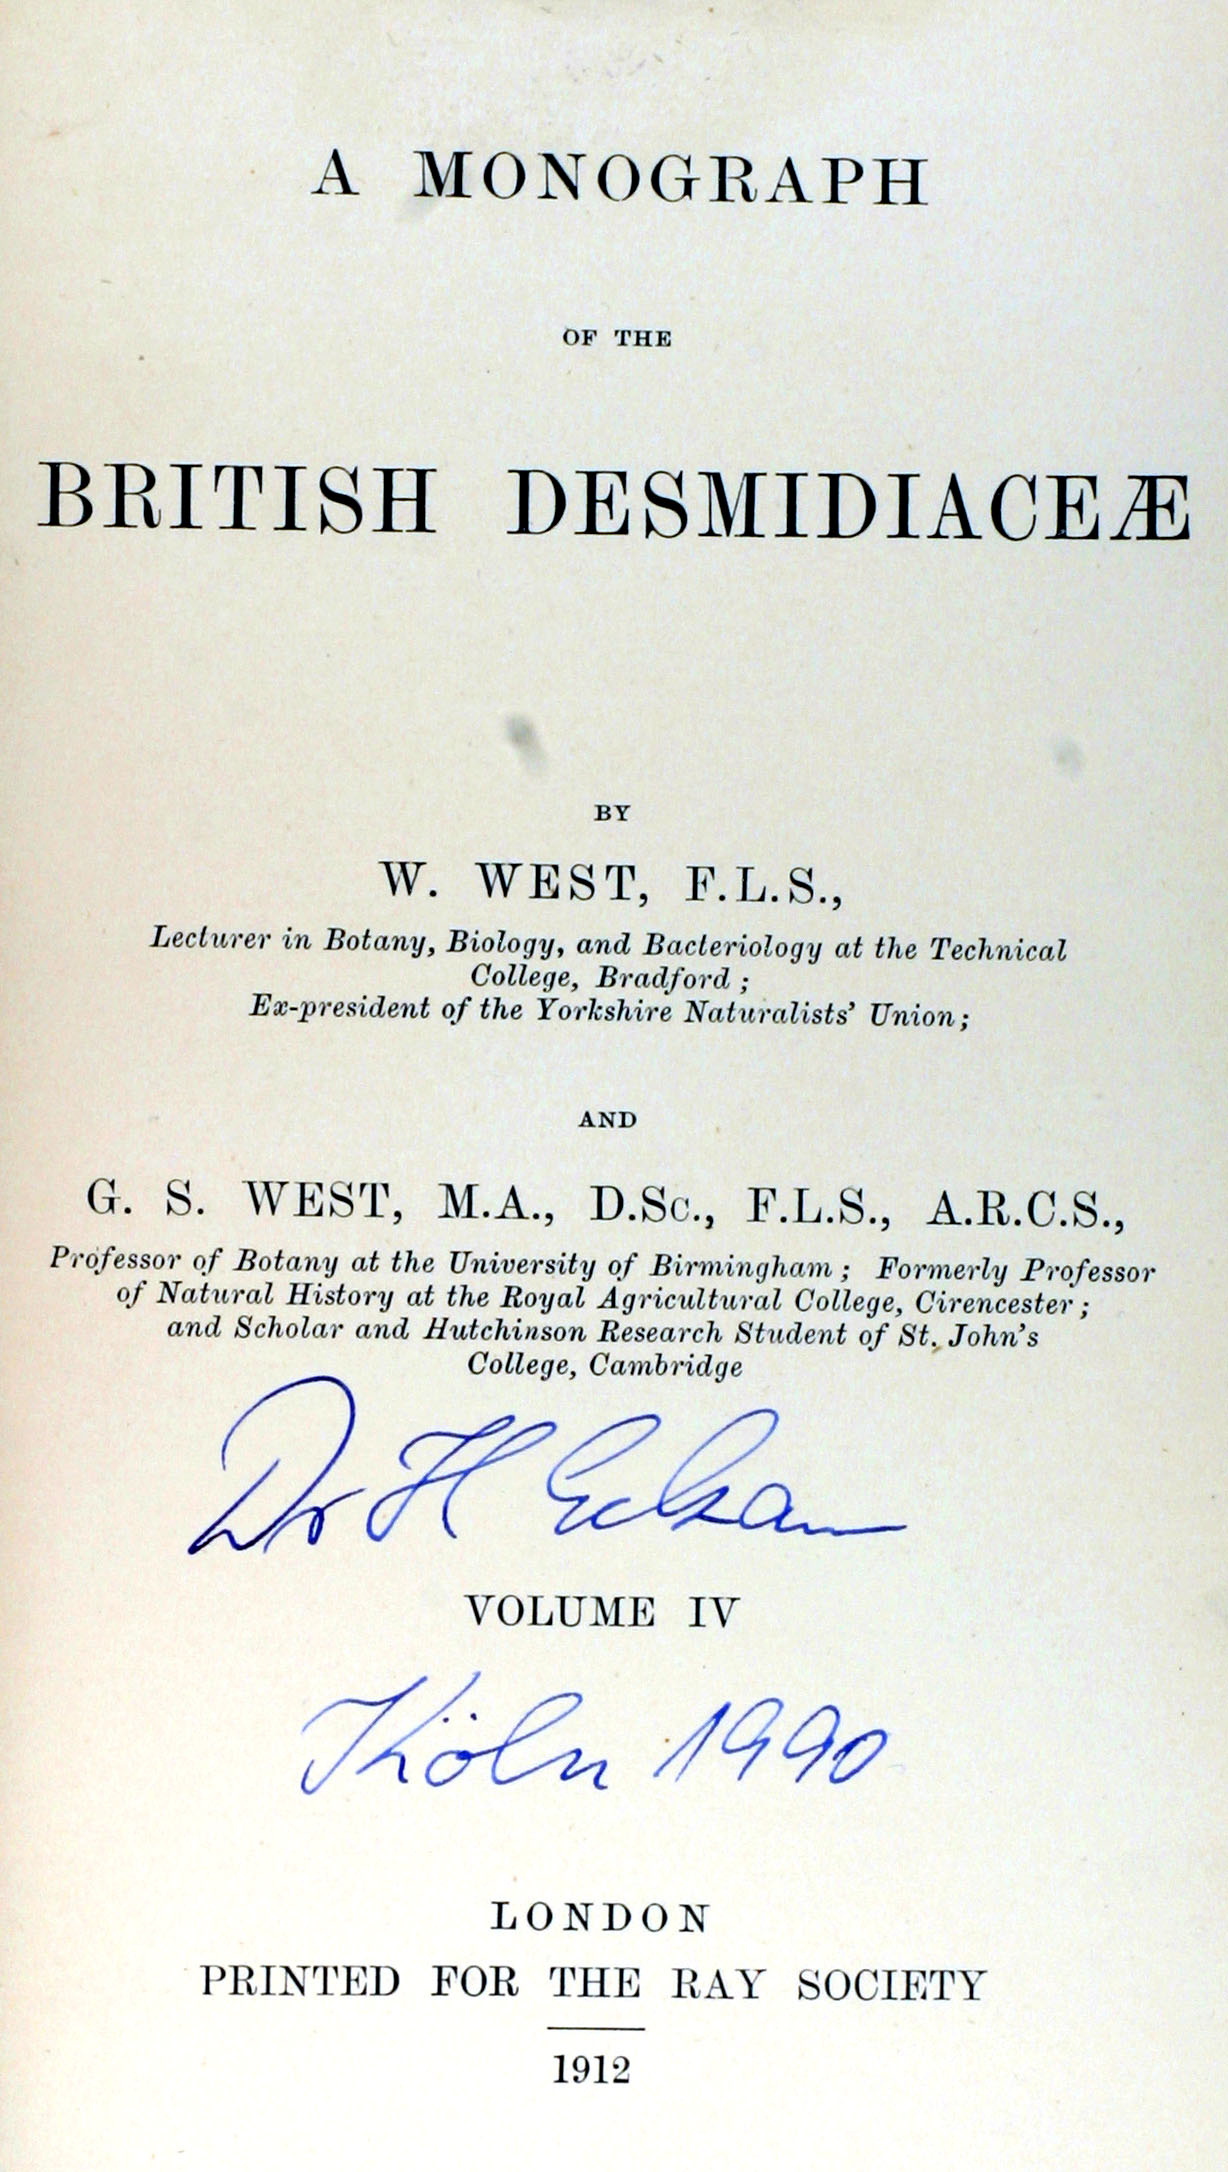 A MONOGRAPH
OF THE
BRITISH DESMIDIACEÆ
BY
W. WEST, F.L.S.,
Lecturer in Botany, Biology, and Bacteriology at the Technical
College, Bradford ;
Ex-president of the Yorkshire Naturalists' Union ;
AND
G. S. WEST, M.A., D.Sc., F.L.S., A.R.C.S.,
Professor of Botany at the University of Birmingham ; Formerly Professor
of Natural History at the Royal Agricultural College, Cirencester ;
and Scholar and Hutchinson Research Student of St. John's
College, Cambridge
Dr H
VOLUME IV
Köln 1990
LONDON
PRINTED FOR THE RAY SOCIETY
1912